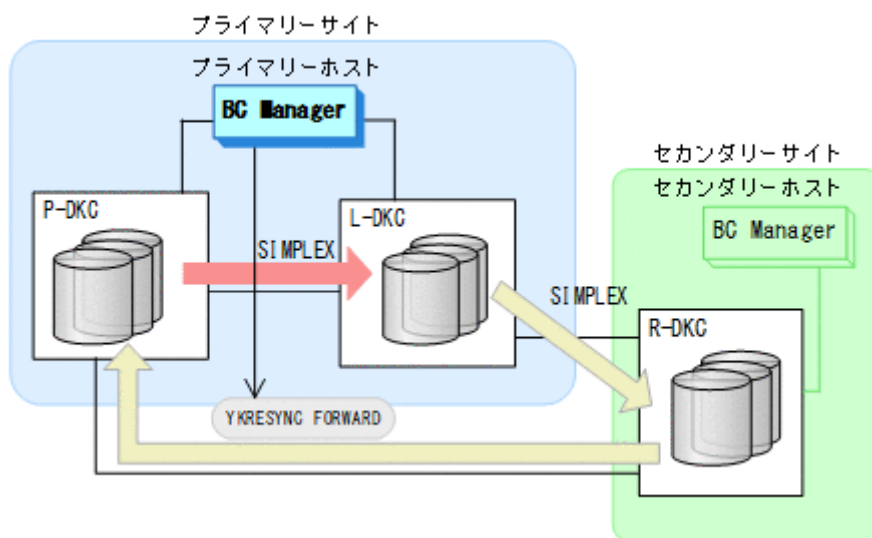 プライマリーサイト
プライマリーホスト
BC Manager
セカンダリーサイト
セカンダリーホスト
BC Manager
P-DKC
L-DKC
SIMPLEX
SIMPLEX
R-DKC
YKRESYNC FORWARD